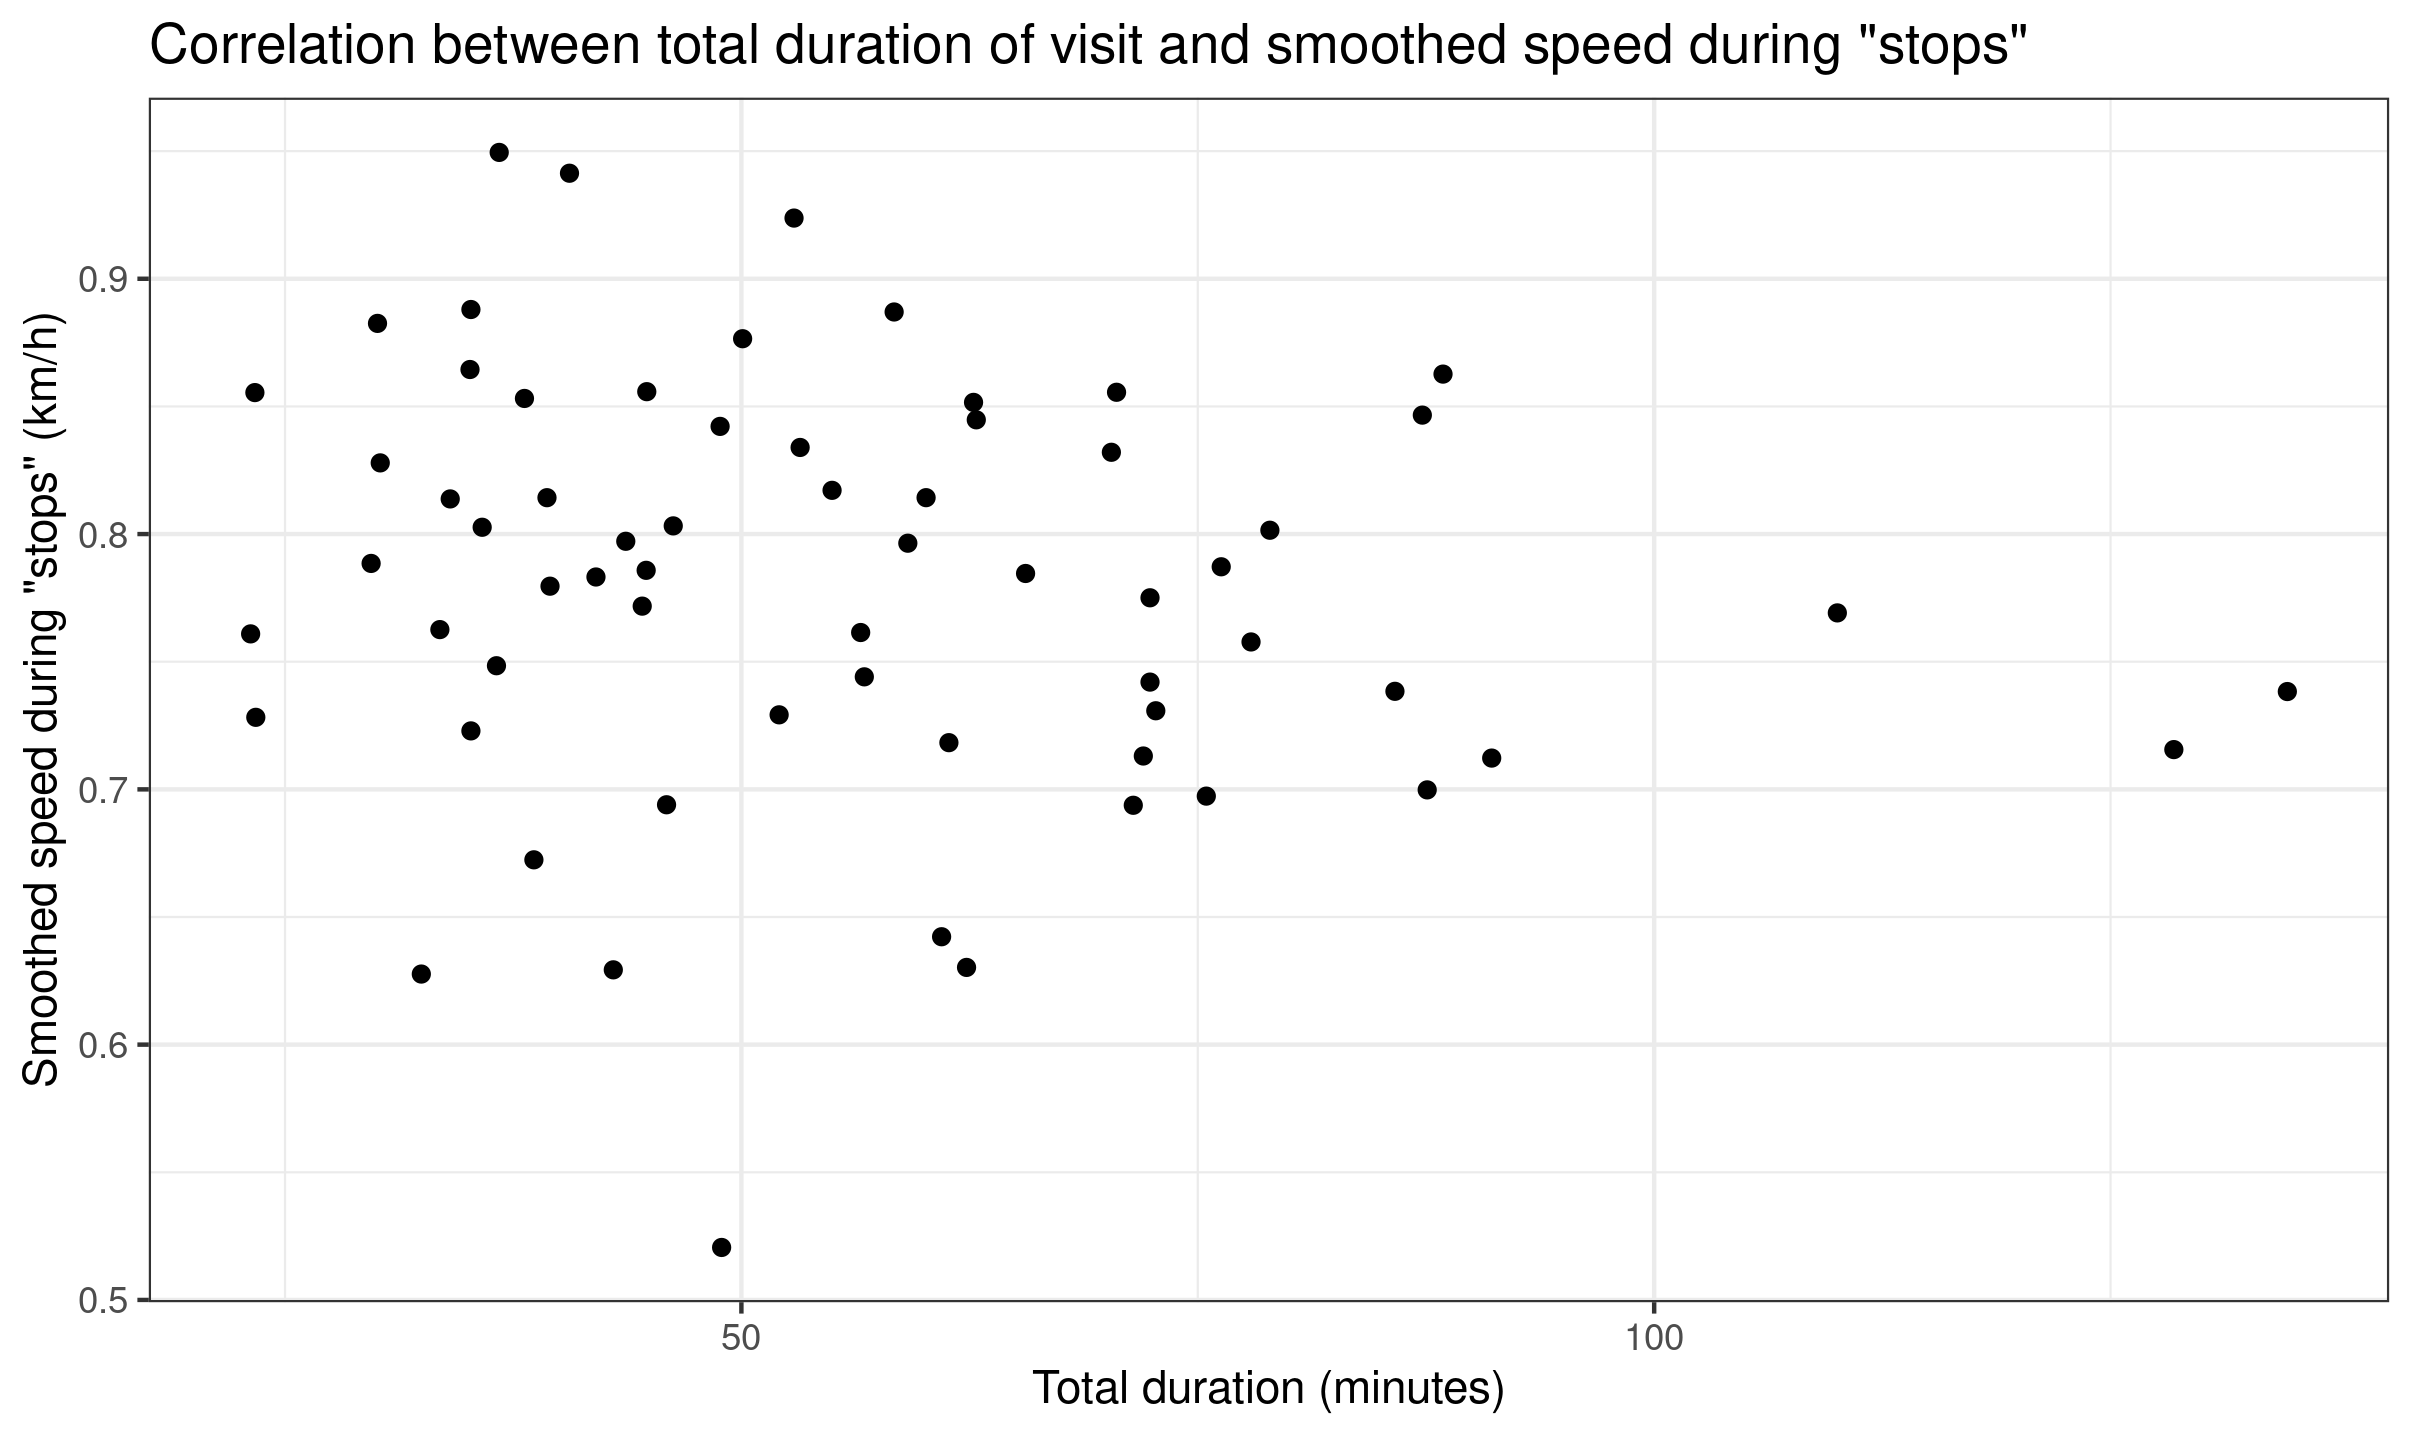 Correlation between total duration of visit and smoothed speed during "stops"
Smoothed speed during "stops" (km/h)
0.9
0.8
0.7
0.6
0.5
50
100
Total duration (minutes)